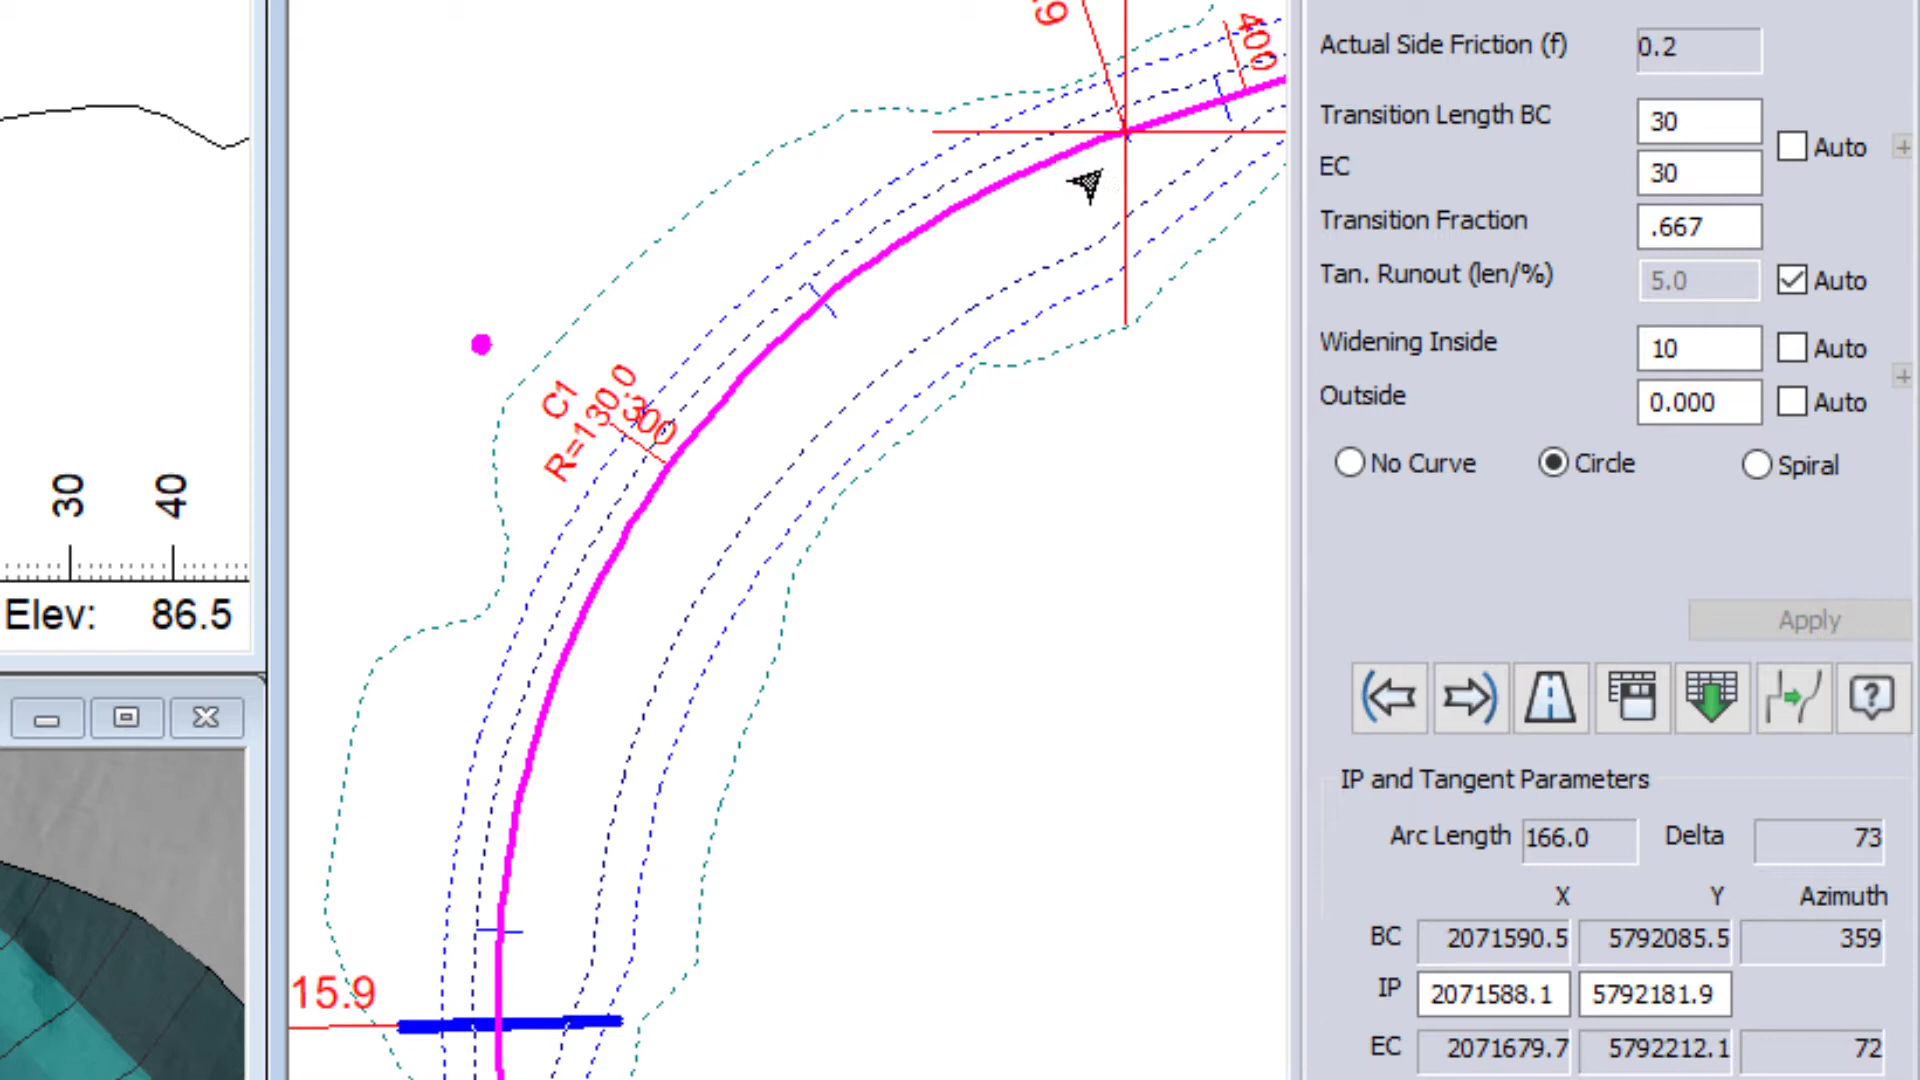 Actual Side Friction (f) 0.2
Transition Length BC 30
Auto
EC 30
Transition Fraction .667
Tan. Runout (len/%) 5.0 Auto
Widening Inside 10 Auto
Outside 0.000 Auto
No Curve Circle Spiral
Apply
IP and Tangent Parameters
Arc Length 166.0 Delta 73
X Y Azimuth
BC 2071590.5 5792085.5 359
IP 2071588.1 5792181.9
EC 2071679.7 5792212.1 72
400
C1
R=130.0
300
15.9
30 40
Elev: 86.5